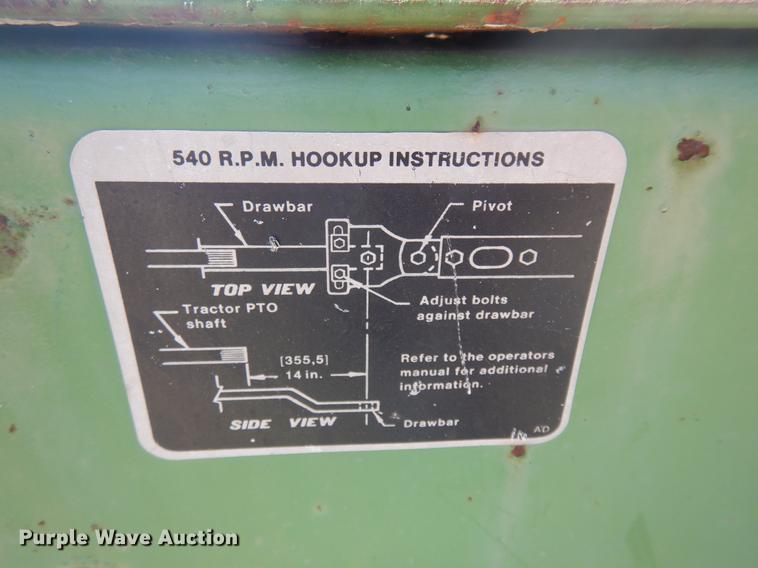 540 R.P.M. HOOKUP INSTRUCTIONS
Drawbar
Pivot
TOP VIEW
Adjust bolts
against drawbar
Tractor PTO
shaft
[355,5]
14 in.
Refer to the operators
manual for additional
information.
SIDE VIEW
Drawbar
Purple Wave Auction